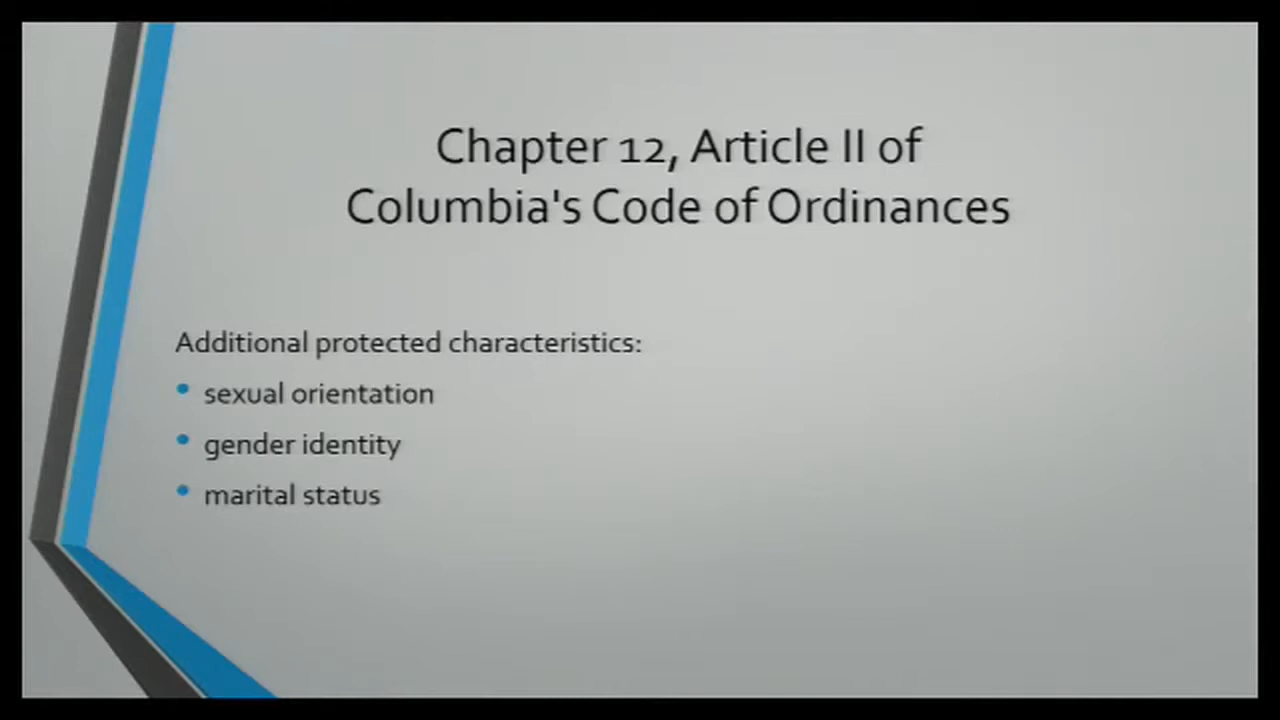 Chapter 12, Article II of
Columbia's Code of Ordinances
Additional protected characteristics:
• sexual orientation
• gender identity
• marital status